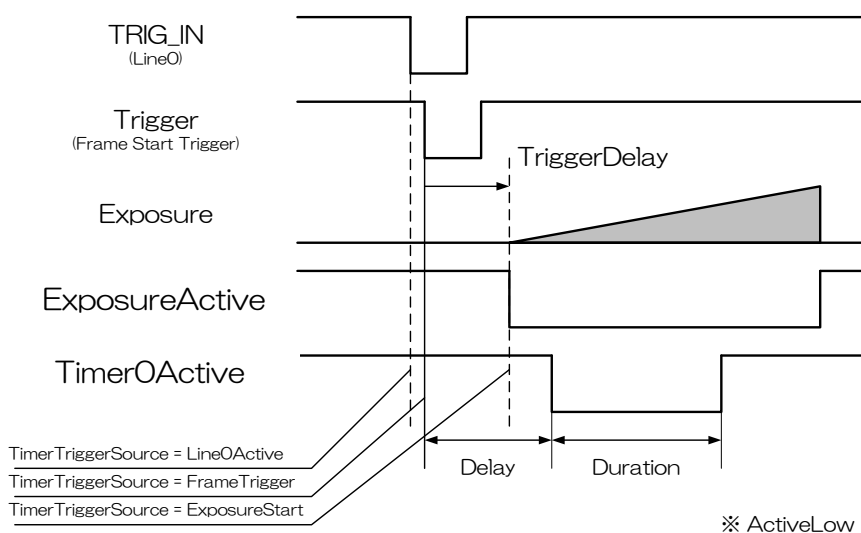 TRIG_IN
(Line0)
Trigger
(Frame Start Trigger)
TriggerDelay
Exposure
ExposureActive
Timer0Active
TimerTriggerSource = Line0Active
TimerTriggerSource = FrameTrigger
TimerTriggerSource = ExposureStart
Delay
Duration
※ ActiveLow